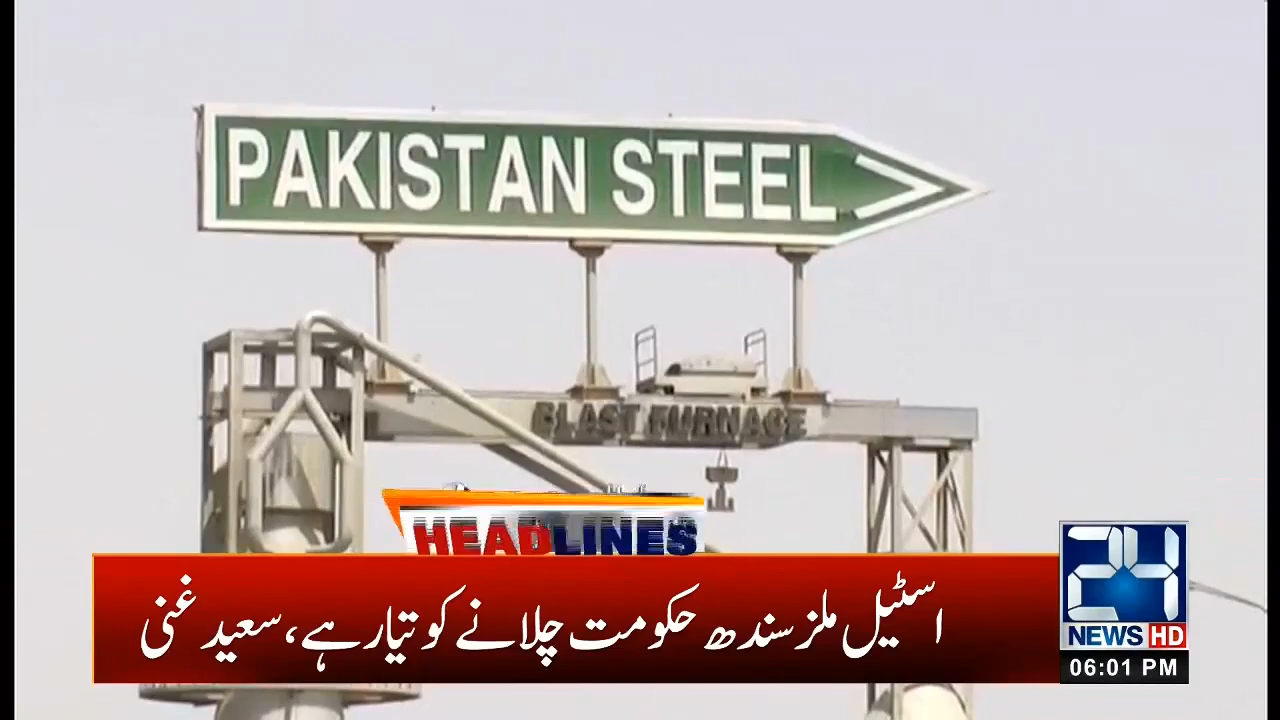 PAKISTAN STEEL >
BLAST FURNACE
HEADLINES
اسٹیل ملز سندھ حکومت چلانے کو تیار ہے، سعید غنی
24
NEWS HD
06:01 PM